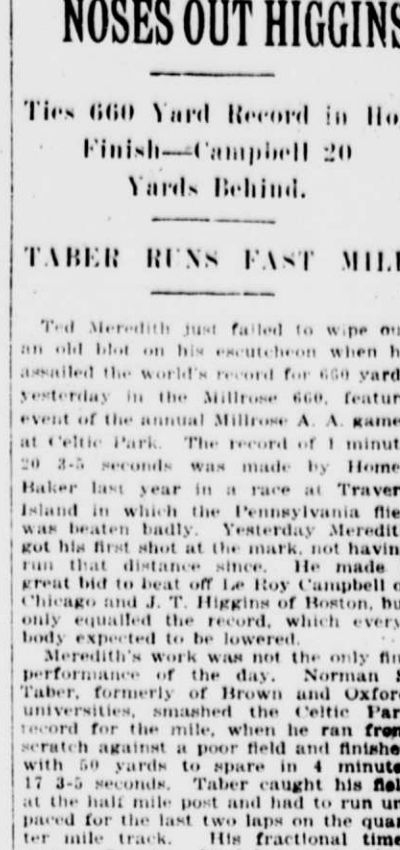 NOSES OUT HIGGINS
Ties 660 Yard Record in Ho
Finish—Campbell 20
Yards Behind.
TABER RUNS FAST MIL
Ted Meredith just failed to wipe ou
an old blot on his escutcheon when h
assailed the world's record for 660 yard
yesterday in the Millrose 660, featur
event of the annual Millrose A. A. game
at Celtic Park. The record of 1 minut
20 3-5 seconds was made by Home
Baker last year in a race at Traver
Island in which the Pennsylvania flie
was beaten badly. Yesterday Meredit
got his first shot at the mark, not havin
run that distance since. He made
great bid to beat off Le Roy Campbell o
Chicago and J. T. Higgins of Boston, bu
only equalled the record, which every
body expected to be lowered.
Meredith's work was not the only fin
performance of the day. Norman S
Taber, formerly of Brown and Oxfor
universities, smashed the Celtic Par
record for the mile, when he ran from
scratch against a poor field and finishe
with 50 yards to spare in 4 minute
17 3-5 seconds. Taber caught his fiel
at the half mile post and had to run un
paced for the last two laps on the quar
ter mile track. His fractional time